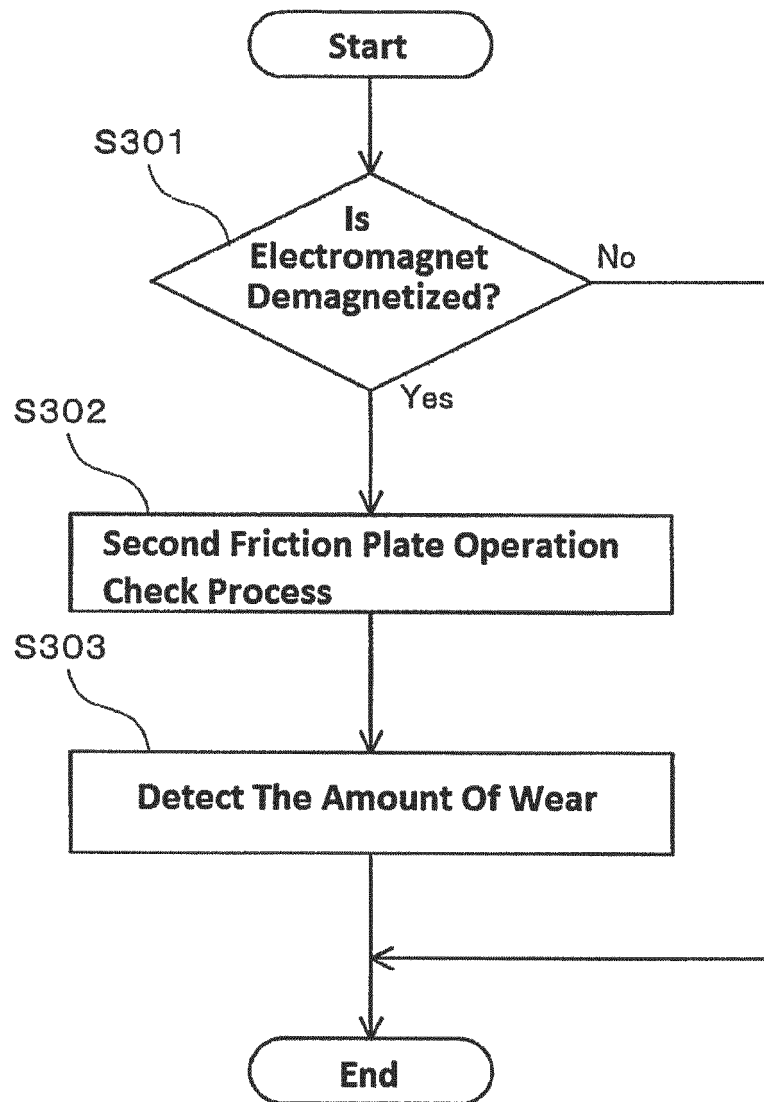 Start
S301
Is
Electromagnet
Demagnetized?
No
Yes
S302
Second Friction Plate Operation
Check Process
S303
Detect The Amount Of Wear
End